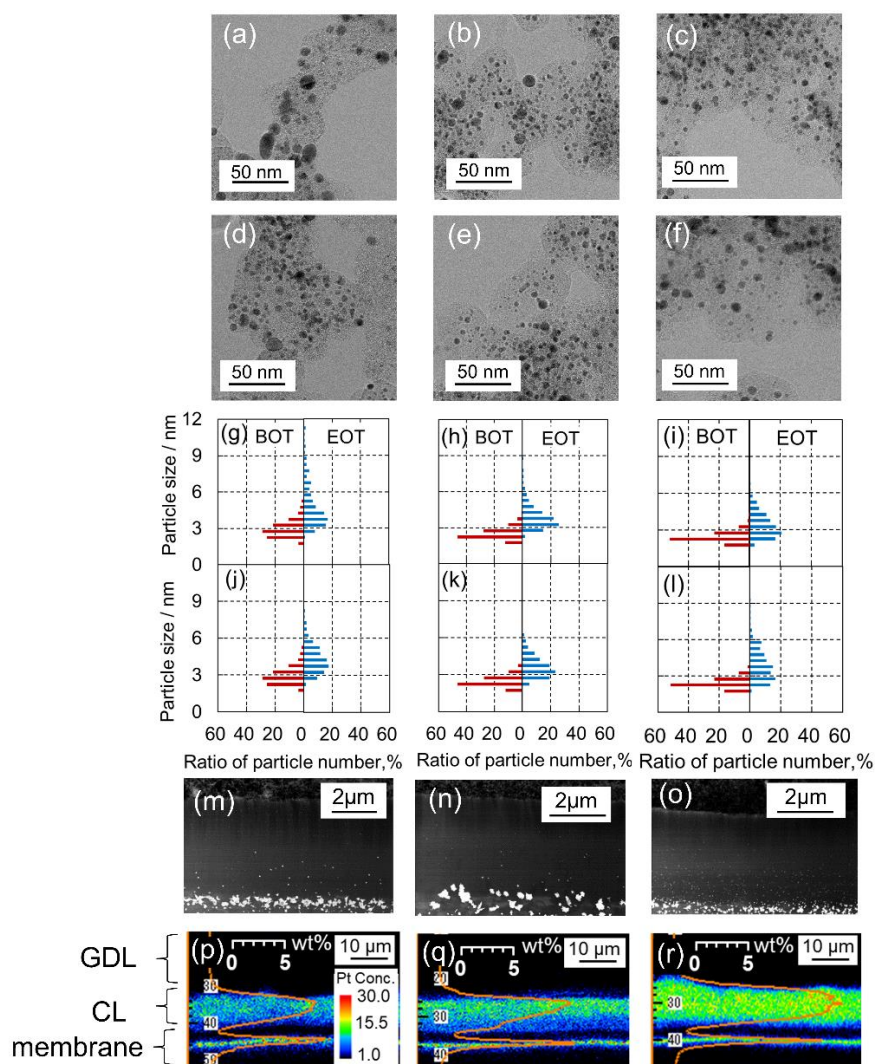 (a) (b) (c)
50 nm 50 nm 50 nm
(d) (e) (f)
50 nm 50 nm 50 nm
12
(g) BOT EOT (h) BOT EOT (i) BOT EOT
9
6
3
0
Particle size / nm
(j) (k) (l)
9
6
3
0
Particle size / nm
60 40 20 0 20 40 60 60 40 20 0 20 40 60 60 40 20 0 20 40 60
Ratio of particle number,% Ratio of particle number,% Ratio of particle number,%
(m) 2μm (n) 2μm (o) 2μm
GDL
CL
membrane
(p) wt% 10 μm (q) wt% 10 μm (r) wt% 10 μm
0 5 0 5 0 5
Pt Conc.
30.0
15.5
1.0
30 40 50
20 30 40
30 40